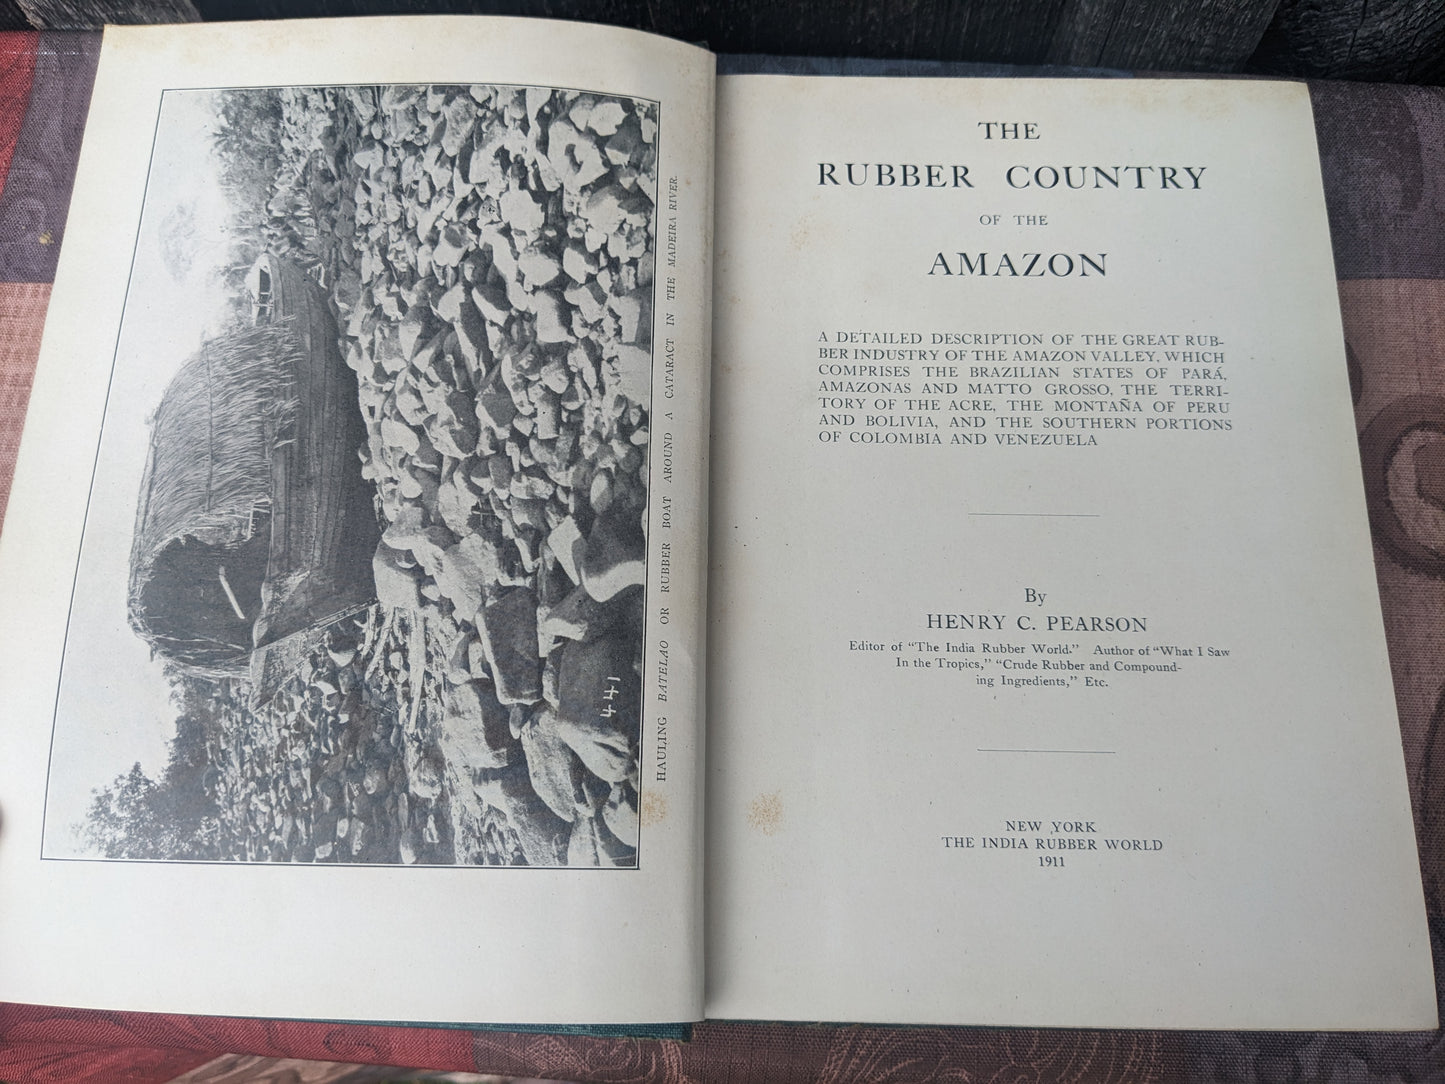 HAULING BATELAO OR RUBBER BOAT AROUND A CATARACT IN THE MADEIRA RIVER.
441
THE
RUBBER COUNTRY
OF THE
AMAZON
A DETAILED DESCRIPTION OF THE GREAT RUB-
BER INDUSTRY OF THE AMAZON VALLEY, WHICH
COMPRISES THE BRAZILIAN STATES OF PARÁ,
AMAZONAS AND MATTO GROSSO, THE TERRI-
TORY OF THE ACRE, THE MONTAÑA OF PERU
AND BOLIVIA, AND THE SOUTHERN PORTIONS
OF COLOMBIA AND VENEZUELA
By
HENRY C. PEARSON
Editor of "The India Rubber World." Author of "What I Saw
In the Tropics," "Crude Rubber and Compound-
ing Ingredients," Etc.
NEW YORK
THE INDIA RUBBER WORLD
1911